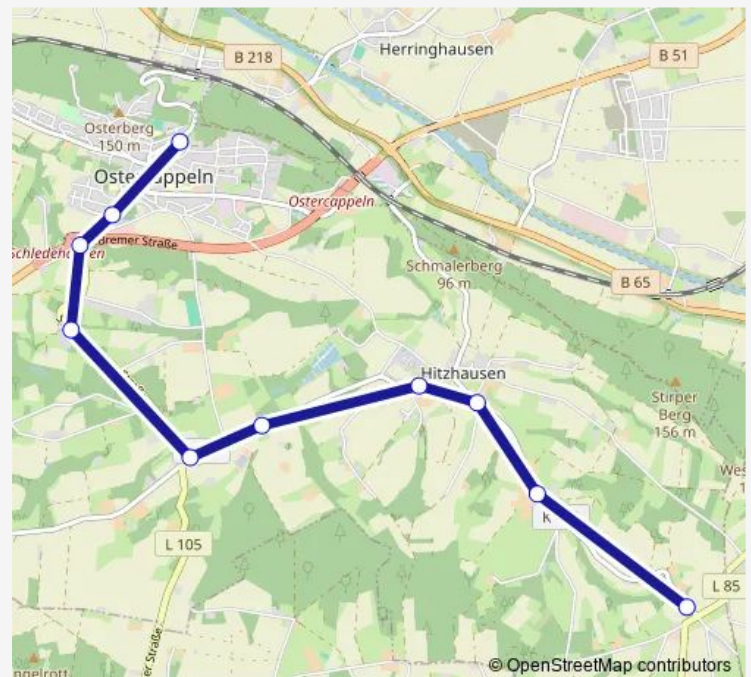 Herringhausen
B 218
B 51
Osterberg
150 m
Ostercappeln
Ostercappeln
Bremer Straße
Schmalerberg
96 m
B 65
Hitzhausen
Stirper
Berg
156 m
K
L 105
L 85
Straße
© OpenStreetMap contributors